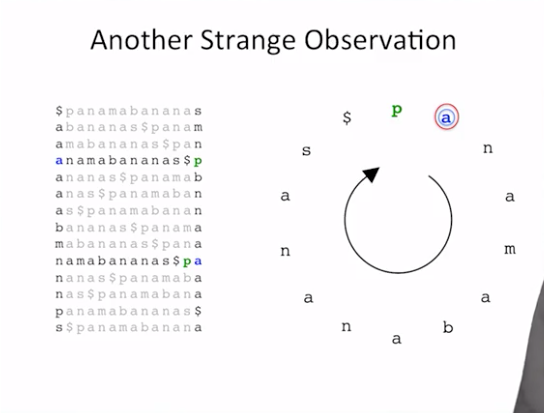 Another Strange Observation
$panamabananas
abananas$panam
amabananas$pan
anamabananas$p
ananas$panamab
anas$panamaban
as$panamabanan
bananas$panama
mabananas$pana
namabananas$pa
nanas$panamaba
nas$panamabana
panamabananas$
s$panamabanana
$ p a
s n
a a
n m
a a
n b
a